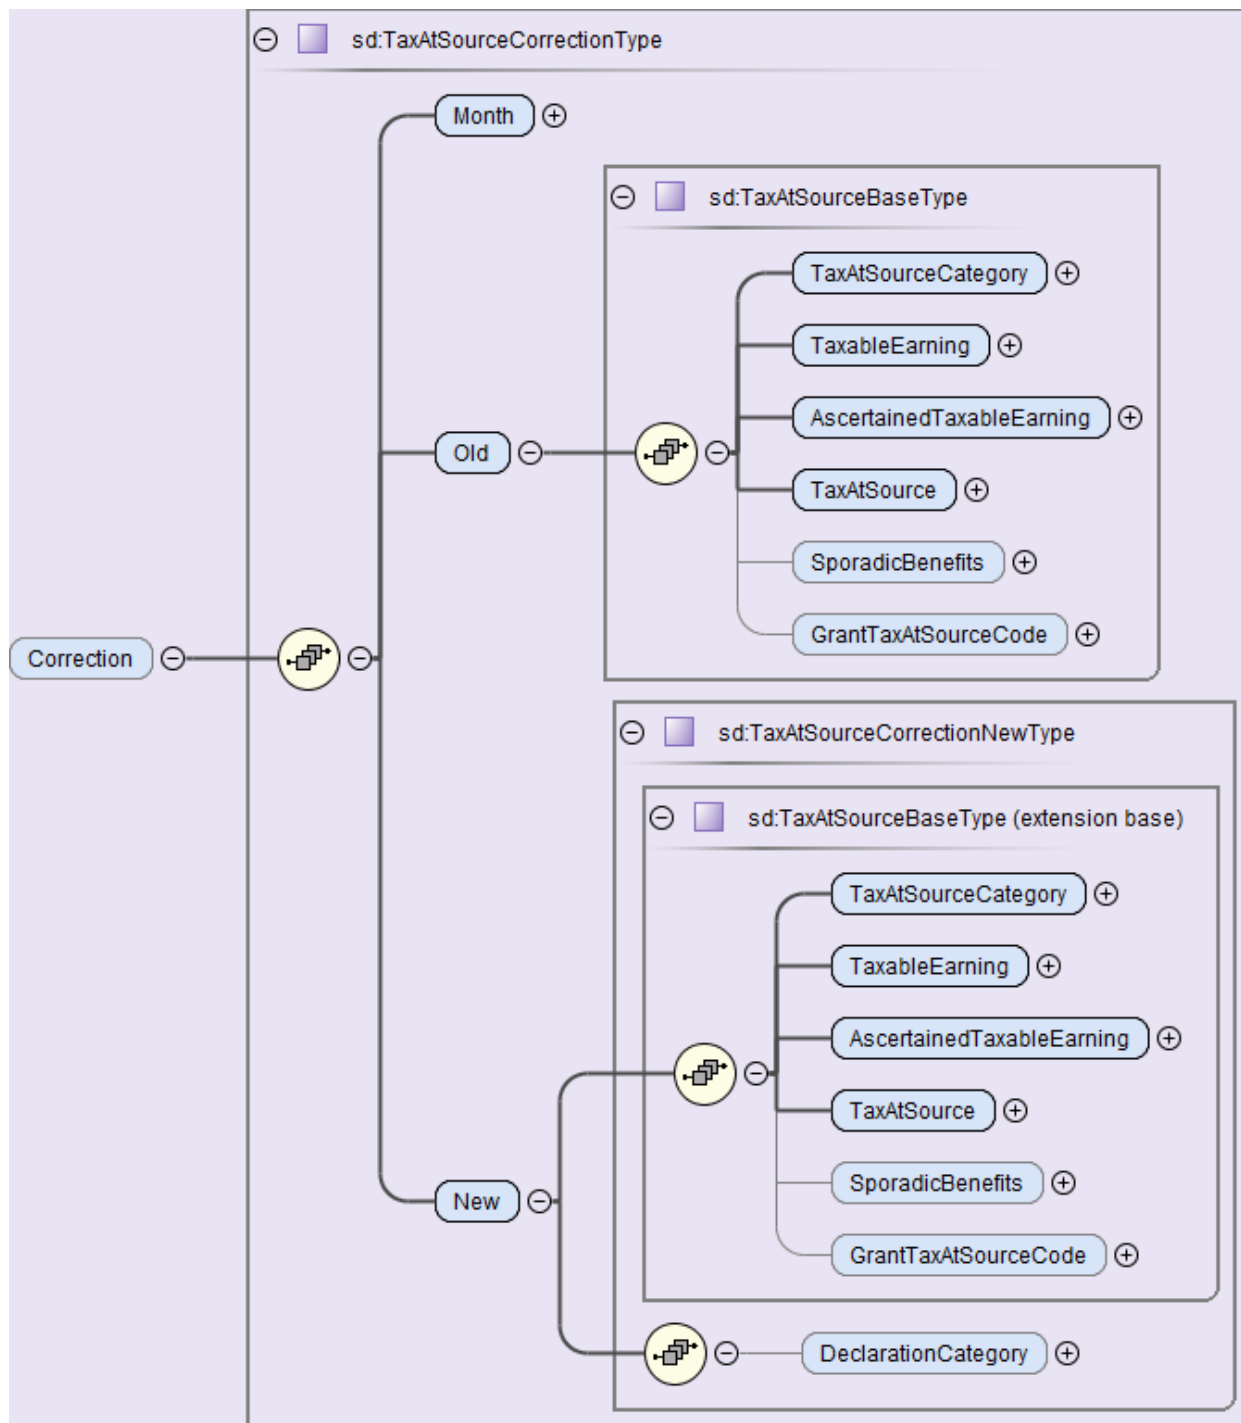 sd:TaxAtSourceCorrectionType
Month
sd:TaxAtSourceBaseType
TaxAtSourceCategory
TaxableEarning
AscertainedTaxableEarning
Old
TaxAtSource
SporadicBenefits
GrantTaxAtSourceCode
Correction
sd:TaxAtSourceCorrectionNewType
sd:TaxAtSourceBaseType (extension base)
TaxAtSourceCategory
TaxableEarning
AscertainedTaxableEarning
TaxAtSource
SporadicBenefits
New
GrantTaxAtSourceCode
DeclarationCategory